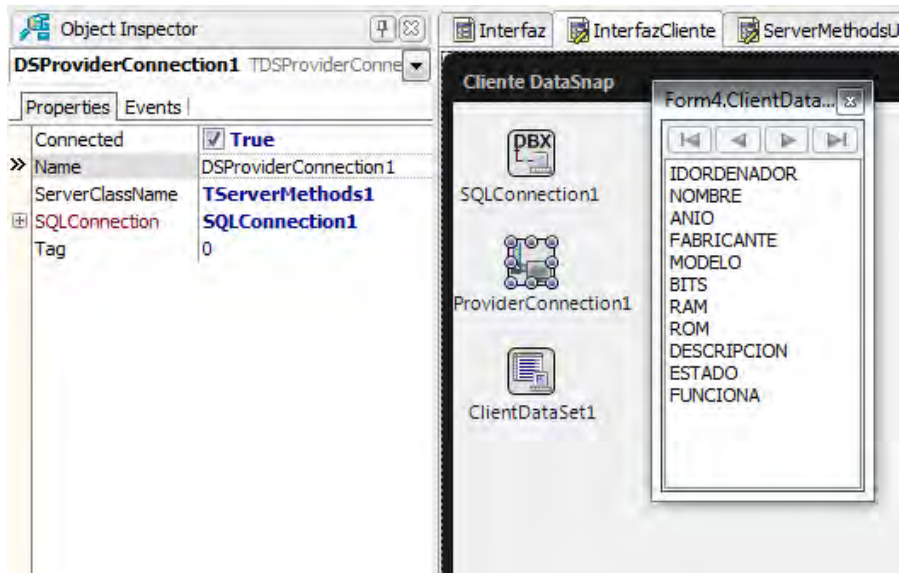 Object Inspector
DSProviderConnection1 TDSProviderConne
Properties Events
Connected True
Name DSProviderConnection1
ServerClassName TServerMethods1
SQLConnection SQLConnection1
Tag 0
Interfaz InterfazCliente ServerMethodsU
Cliente DataSnap
DBX
SQLConnection1
ProviderConnection1
ClientDataSet1
Form4.ClientData...
IDORDENADOR
NOMBRE
ANIO
FABRICANTE
MODELO
BITS
RAM
ROM
DESCRIPCION
ESTADO
FUNCIONA